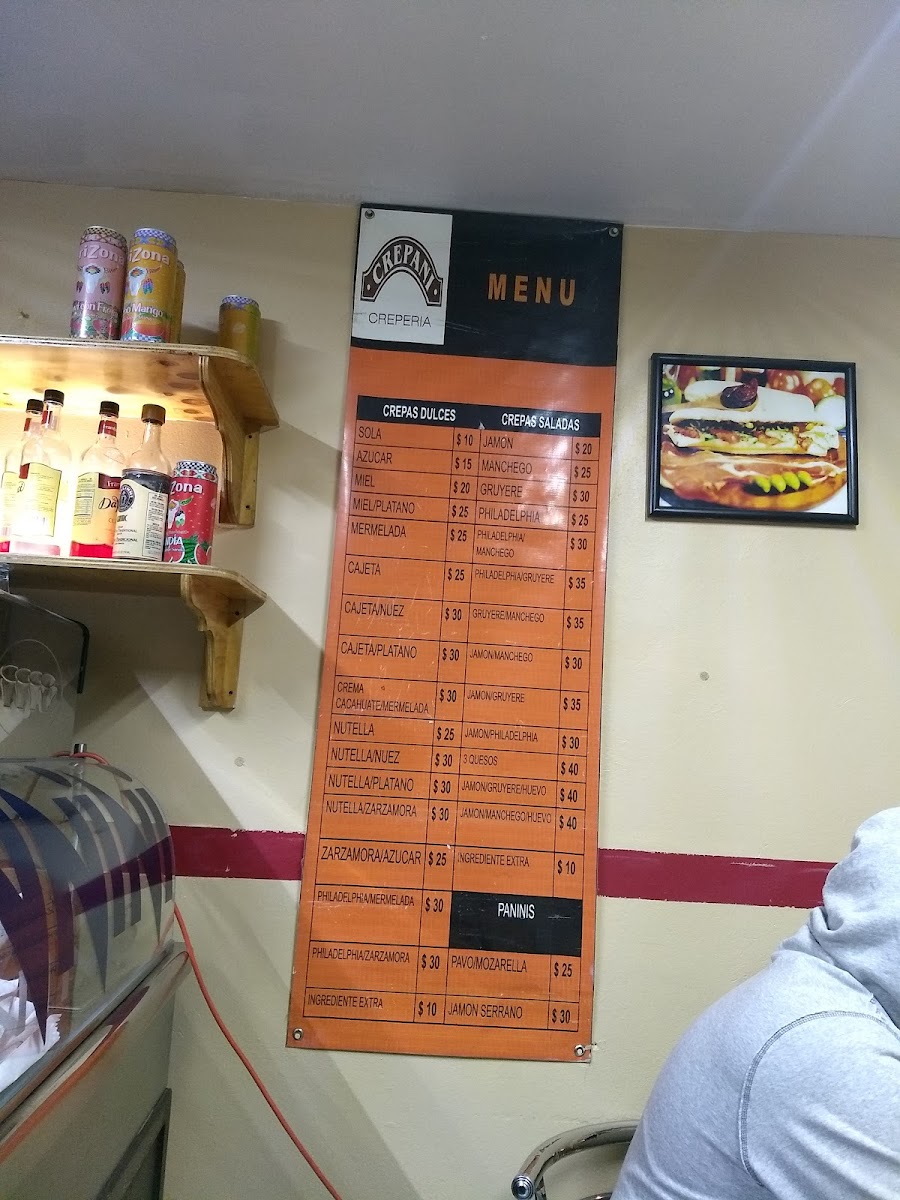 CREPANI
CREPERIA
MENU
CREPAS DULCES
SOLA $ 10
AZUCAR $ 15
MIEL $ 20
MIEL/PLATANO $ 25
MERMELADA $ 25
CAJETA $ 25
CAJETA/NUEZ $ 30
CAJETA/PLATANO $ 30
CREMA
CACAHUATE/MERMELADA $ 30
NUTELLA $ 25
NUTELLA/NUEZ $ 30
NUTELLA/PLATANO $ 30
NUTELLA/ZARZAMORA $ 30
ZARZAMORA/AZUCAR $ 25
PHILADELPHIA/MERMELADA $ 30
PHILADELPHIA/ZARZAMORA $ 30
INGREDIENTE EXTRA $ 10
CREPAS SALADAS
JAMON $ 20
MANCHEGO $ 25
GRUYERE $ 30
PHILADELPHIA $ 25
PHILADELPHIA/
MANCHEGO $ 30
PHILADELPHIA/GRUYERE $ 35
GRUYERE/MANCHEGO $ 35
JAMON/MANCHEGO $ 30
JAMON/GRUYERE $ 35
JAMON/PHILADELPHIA $ 30
3 QUESOS $ 40
JAMON/GRUYERE/HUEVO $ 40
JAMON/MANCHEGO/HUEVO $ 40
INGREDIENTE EXTRA $ 10
PANINIS
PAVO/MOZARELLA $ 25
JAMON SERRANO $ 30
Mango